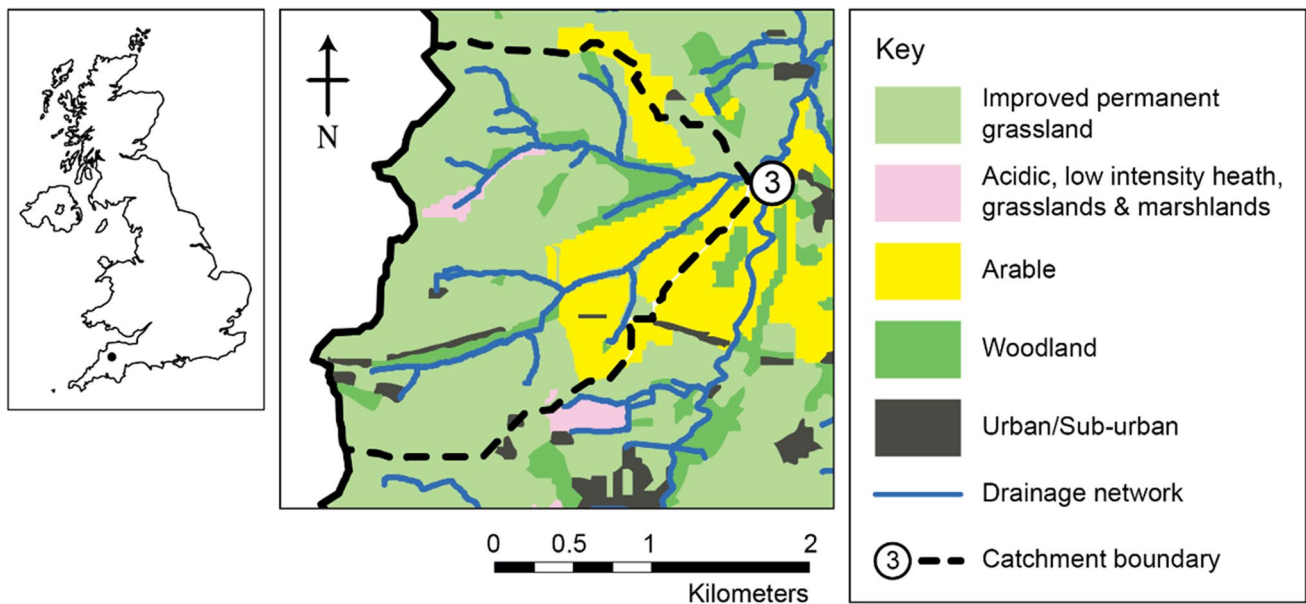 N
3
0 0.5 1 2
Kilometers
Key
Improved permanent
grassland
Acidic, low intensity heath,
grasslands & marshlands
Arable
Woodland
Urban/Sub-urban
Drainage network
3 Catchment boundary